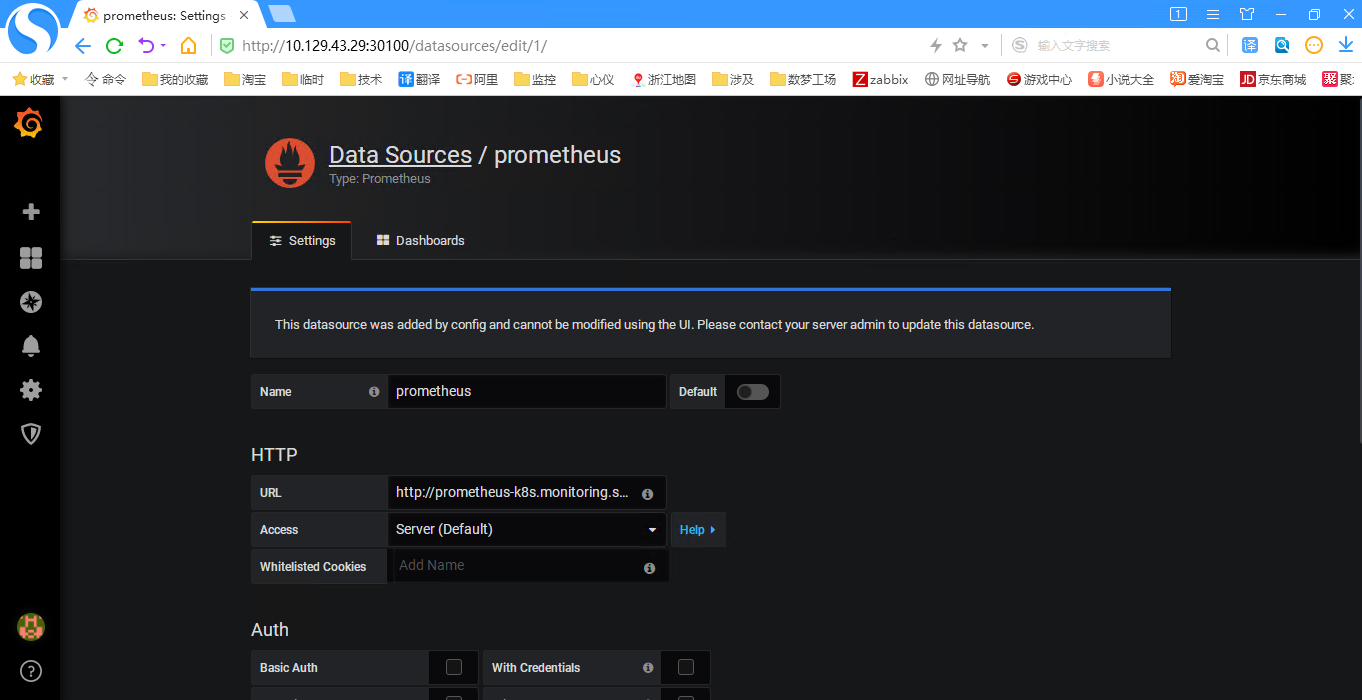 prometheus: Settings
1
http://10.129.43.29:30100/datasources/edit/1/
输入文字搜索
译
收藏 命令 我的收藏 淘宝 临时 技术 译 翻译 阿里 监控 心仪 浙江地图 涉及 数梦工场 Z zabbix 网址导航 游戏中心 小说大全 淘 爱淘宝 JD 京东商城 聚
Data Sources / prometheus
Type: Prometheus
Settings Dashboards
This datasource was added by config and cannot be modified using the UI. Please contact your server admin to update this datasource.
Name prometheus Default
HTTP
URL http://prometheus-k8s.monitoring.s...
Access Server (Default) Help
Whitelisted Cookies Add Name
Auth
Basic Auth With Credentials